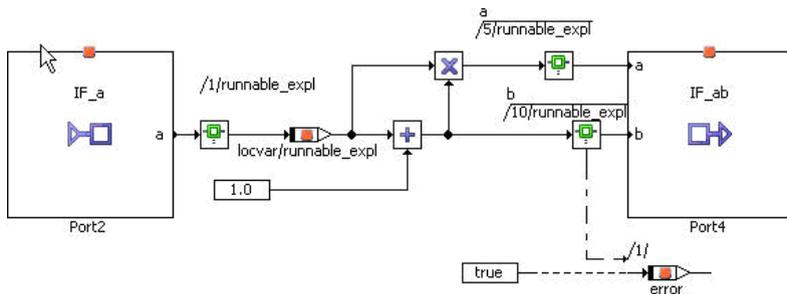 a
/5/runnable_expl
IF_a
/1/runnable_expl
a
IF_ab
b
/10/runnable_expl
a
locvar/runnable_expl
b
1.0
Port2
Port4
/1/
true
error